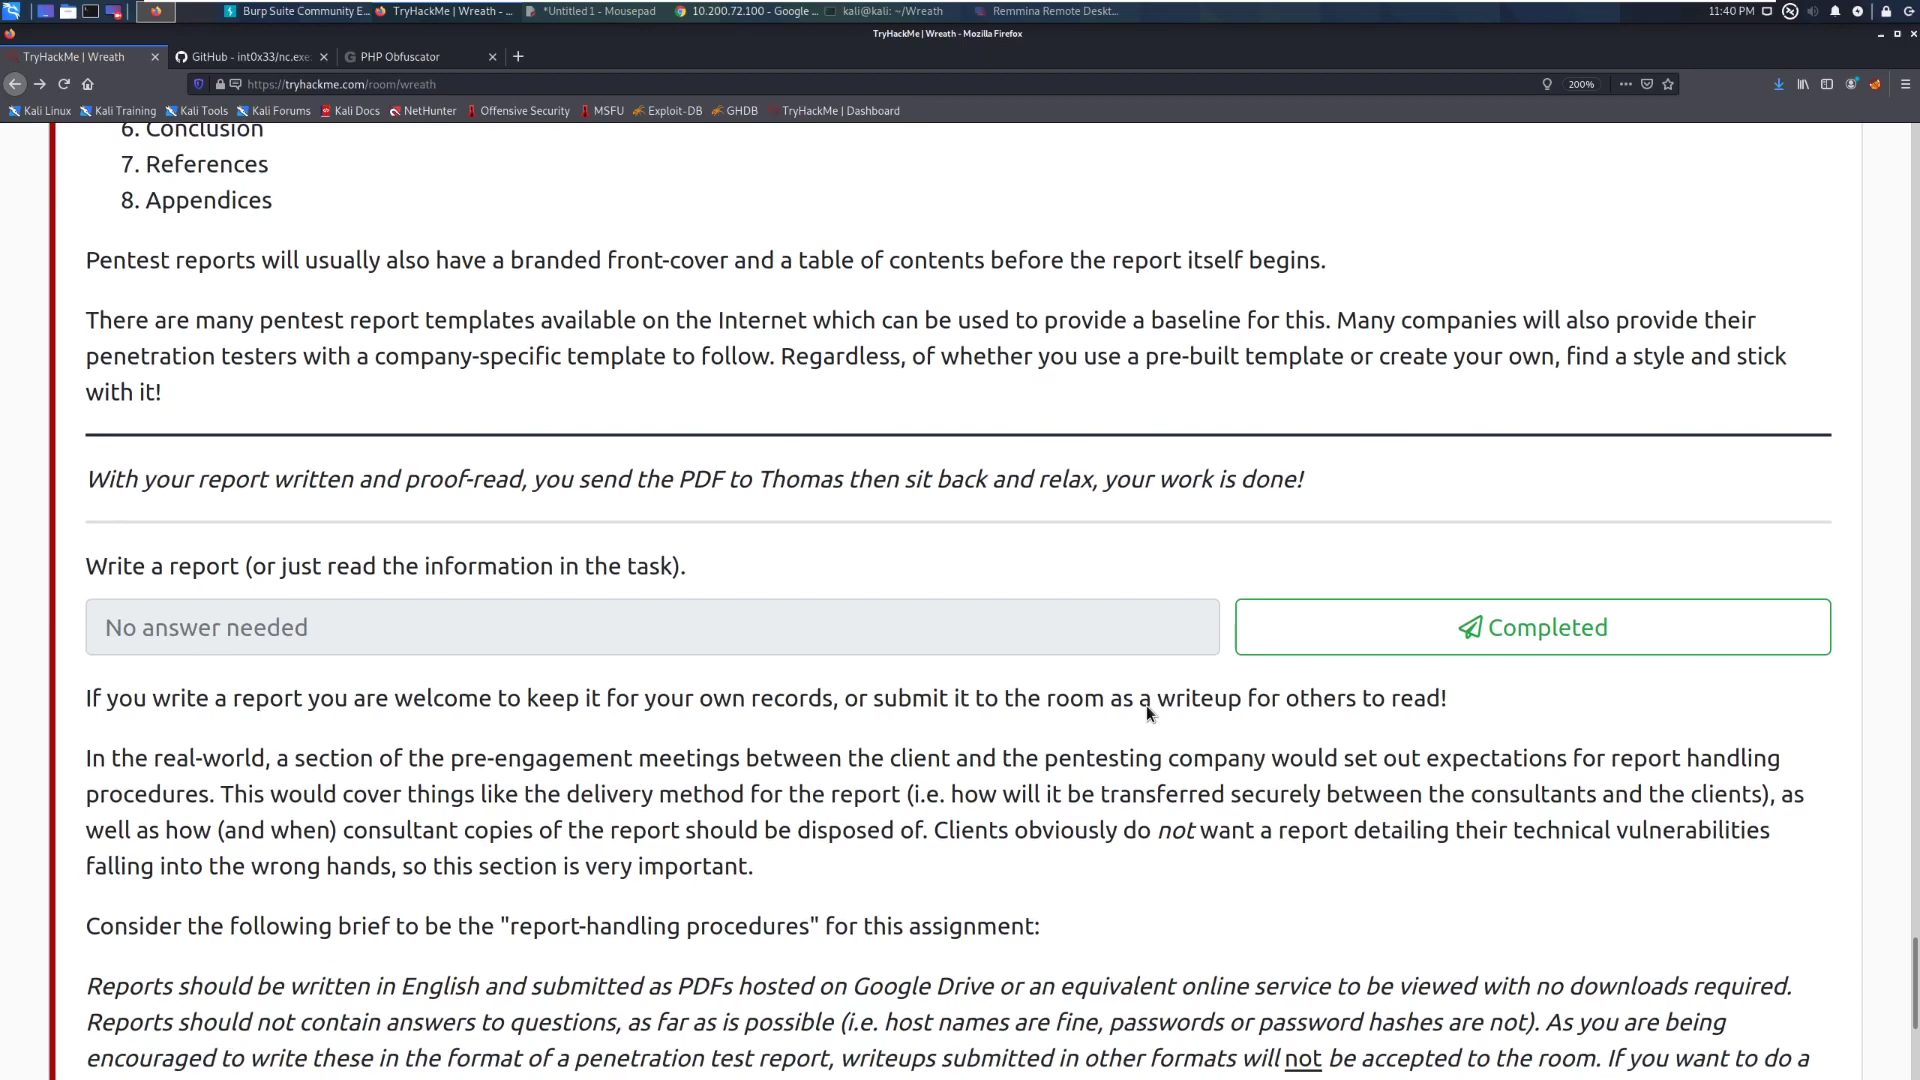 Burp Suite Community E... TryHackMe | Wreath - ... *Untitled 1 - Mousepad 10.200.72.100 - Google ... kali@kali: ~/Wreath Remmina Remote Deskt... 11:40 PM
TryHackMe | Wreath - Mozilla Firefox
TryHackMe | Wreath GitHub - int0x33/nc.exe: PHP Obfuscator
https://tryhackme.com/room/wreath 200%
Kali Linux Kali Training Kali Tools Kali Forums Kali Docs NetHunter Offensive Security MSFU Exploit-DB GHDB TryHackMe | Dashboard
6. Conclusion
7. References
8. Appendices
Pentest reports will usually also have a branded front-cover and a table of contents before the report itself begins.
There are many pentest report templates available on the Internet which can be used to provide a baseline for this. Many companies will also provide their
penetration testers with a company-specific template to follow. Regardless, of whether you use a pre-built template or create your own, find a style and stick
with it!
With your report written and proof-read, you send the PDF to Thomas then sit back and relax, your work is done!
Write a report (or just read the information in the task).
No answer needed Completed
If you write a report you are welcome to keep it for your own records, or submit it to the room as a writeup for others to read!
In the real-world, a section of the pre-engagement meetings between the client and the pentesting company would set out expectations for report handling
procedures. This would cover things like the delivery method for the report (i.e. how will it be transferred securely between the consultants and the clients), as
well as how (and when) consultant copies of the report should be disposed of. Clients obviously do not want a report detailing their technical vulnerabilities
falling into the wrong hands, so this section is very important.
Consider the following brief to be the "report-handling procedures" for this assignment:
Reports should be written in English and submitted as PDFs hosted on Google Drive or an equivalent online service to be viewed with no downloads required.
Reports should not contain answers to questions, as far as is possible (i.e. host names are fine, passwords or password hashes are not). As you are being
encouraged to write these in the format of a penetration test report, writeups submitted in other formats will not be accepted to the room. If you want to do a